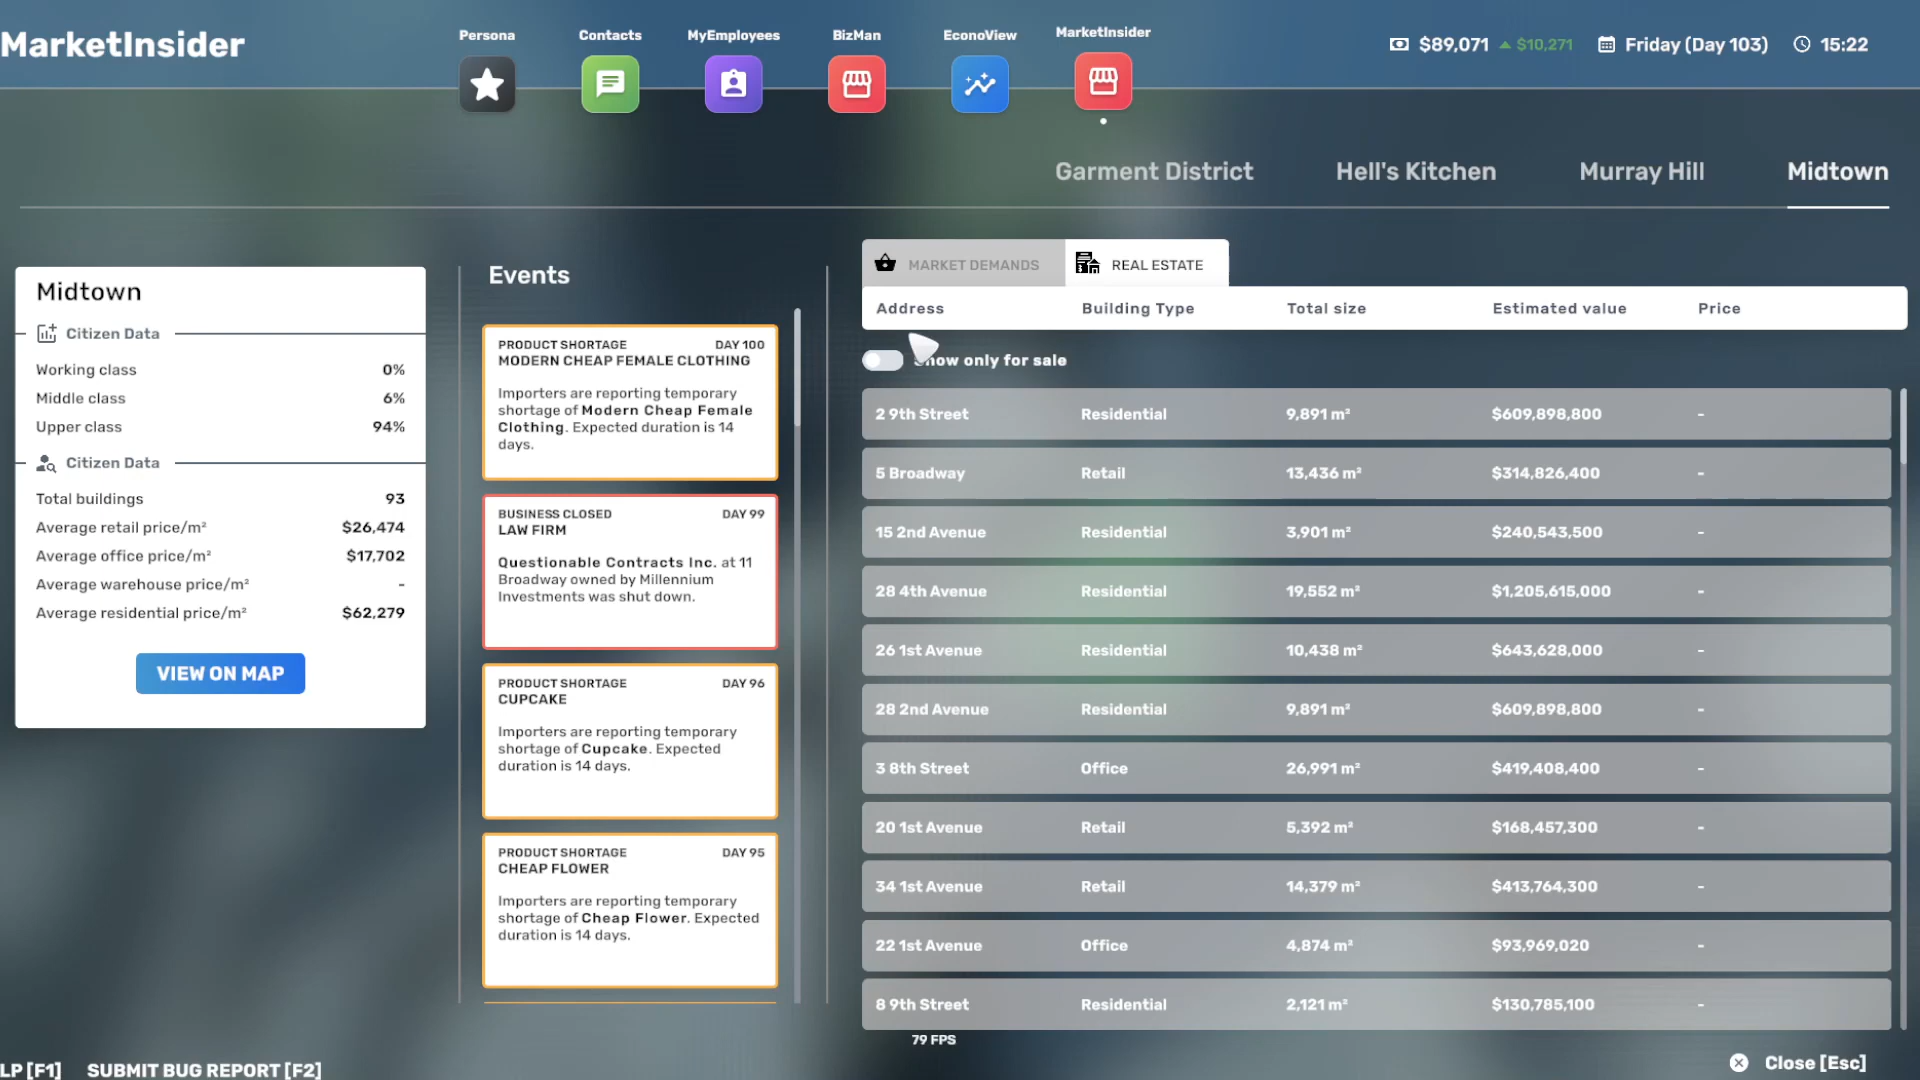 MarketInsider
Persona
Contacts
MyEmployees
BizMan
EconoView
MarketInsider
$89,071 $10,271 Friday (Day 103) 15:22
Garment District Hell's Kitchen Murray Hill Midtown
Midtown
Citizen Data
Working class 0%
Middle class 6%
Upper class 94%
Citizen Data
Total buildings 93
Average retail price/m² $26,474
Average office price/m² $17,702
Average warehouse price/m² -
Average residential price/m² $62,279
VIEW ON MAP
Events
PRODUCT SHORTAGE DAY 100
MODERN CHEAP FEMALE CLOTHING
Importers are reporting temporary
shortage of Modern Cheap Female
Clothing. Expected duration is 14
days.
BUSINESS CLOSED DAY 99
LAW FIRM
Questionable Contracts Inc. at 11
Broadway owned by Millennium
Investments was shut down.
PRODUCT SHORTAGE DAY 96
CUPCAKE
Importers are reporting temporary
shortage of Cupcake. Expected
duration is 14 days.
PRODUCT SHORTAGE DAY 95
CHEAP FLOWER
Importers are reporting temporary
shortage of Cheap Flower. Expected
duration is 14 days.
MARKET DEMANDS REAL ESTATE
Address Building Type Total size Estimated value Price
Show only for sale
2 9th Street Residential 9,891 m² $609,898,800 -
5 Broadway Retail 13,436 m² $314,826,400 -
15 2nd Avenue Residential 3,901 m² $240,543,500 -
28 4th Avenue Residential 19,552 m² $1,205,615,000 -
26 1st Avenue Residential 10,438 m² $643,628,000 -
28 2nd Avenue Residential 9,891 m² $609,898,800 -
3 8th Street Office 26,991 m² $419,408,400 -
20 1st Avenue Retail 5,392 m² $168,457,300 -
34 1st Avenue Retail 14,379 m² $413,764,300 -
22 1st Avenue Office 4,874 m² $93,969,020 -
8 9th Street Residential 2,121 m² $130,785,100 -
79 FPS
LP [F1] SUBMIT BUG REPORT [F2]
Close [Esc]